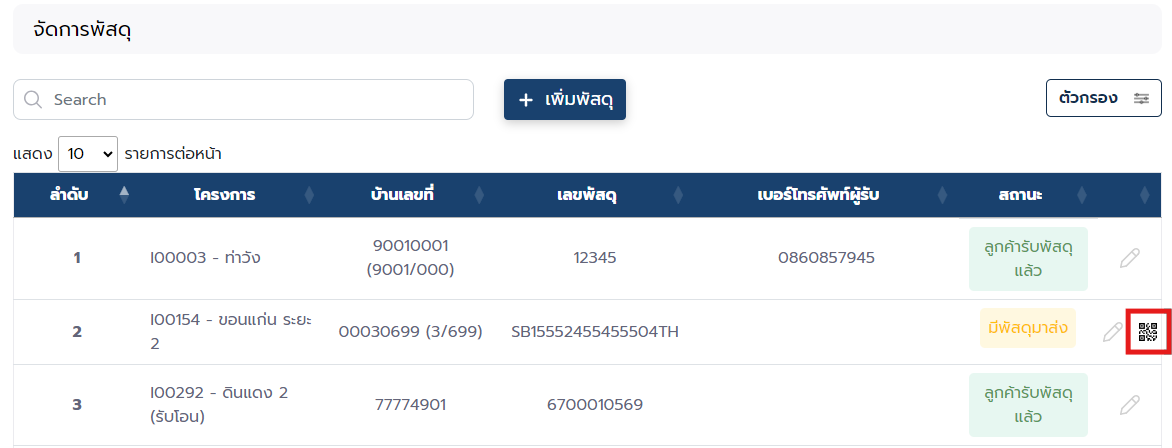 จัดการพัสดุ
Search
+ เพิ่มพัสดุ
ตัวกรอง
แสดง 10 รายการต่อหน้า
ลำดับ โครงการ บ้านเลขที่ เลขพัสดุ เบอร์โทรศัพท์ผู้รับ สถานะ
1 I00003 - ท่าวัง 90010001 (9001/000) 12345 0860857945 ลูกค้ารับพัสดุแล้ว
2 I00154 - ขอนแก่น ระยะ 2 00030699 (3/699) SB15552455455504TH มีพัสดุมาส่ง
3 I00292 - ดินแดง 2 (รับโอน) 77774901 6700010569 ลูกค้ารับพัสดุแล้ว